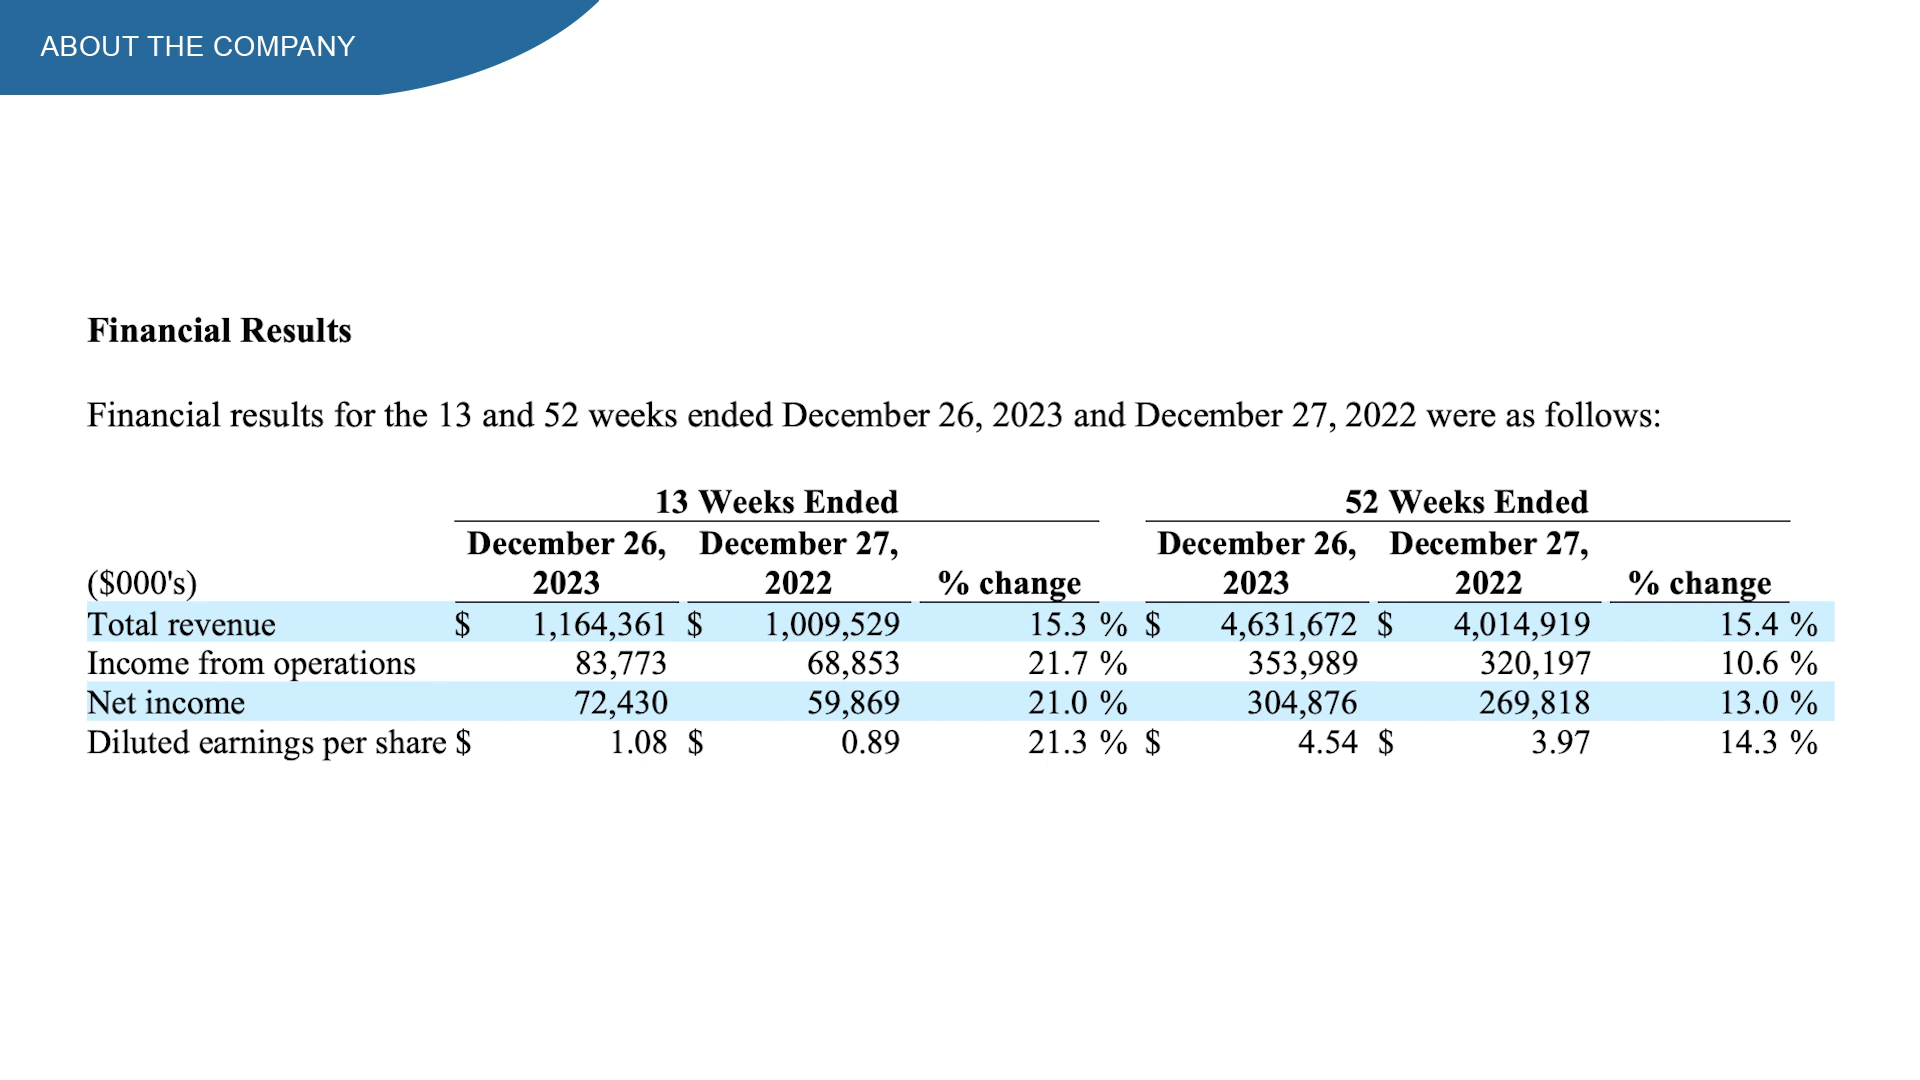 ABOUT THE COMPANY
Financial Results
Financial results for the 13 and 52 weeks ended December 26, 2023 and December 27, 2022 were as follows:
13 Weeks Ended 52 Weeks Ended
December 26, December 27, December 26, December 27,
($000's) 2023 2022 % change 2023 2022 % change
Total revenue $ 1,164,361 $ 1,009,529 15.3 % $ 4,631,672 $ 4,014,919 15.4 %
Income from operations 83,773 68,853 21.7 % 353,989 320,197 10.6 %
Net income 72,430 59,869 21.0 % 304,876 269,818 13.0 %
Diluted earnings per share $ 1.08 $ 0.89 21.3 % $ 4.54 $ 3.97 14.3 %